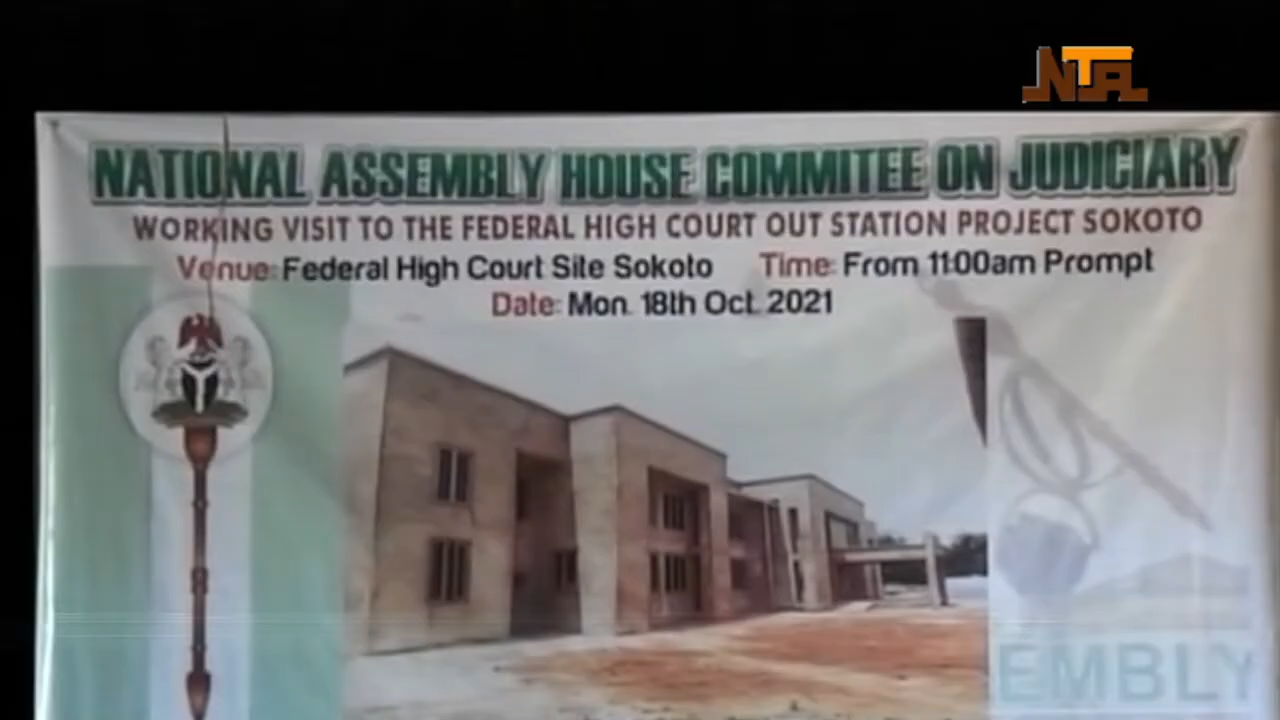 NTA
NATIONAL ASSEMBLY HOUSE COMMITEE ON JUDICIARY
WORKING VISIT TO THE FEDERAL HIGH COURT OUT STATION PROJECT SOKOTO
Venue: Federal High Court Site Sokoto Time: From 11:00am Prompt
Date: Mon. 18th Oct. 2021
EMBLY